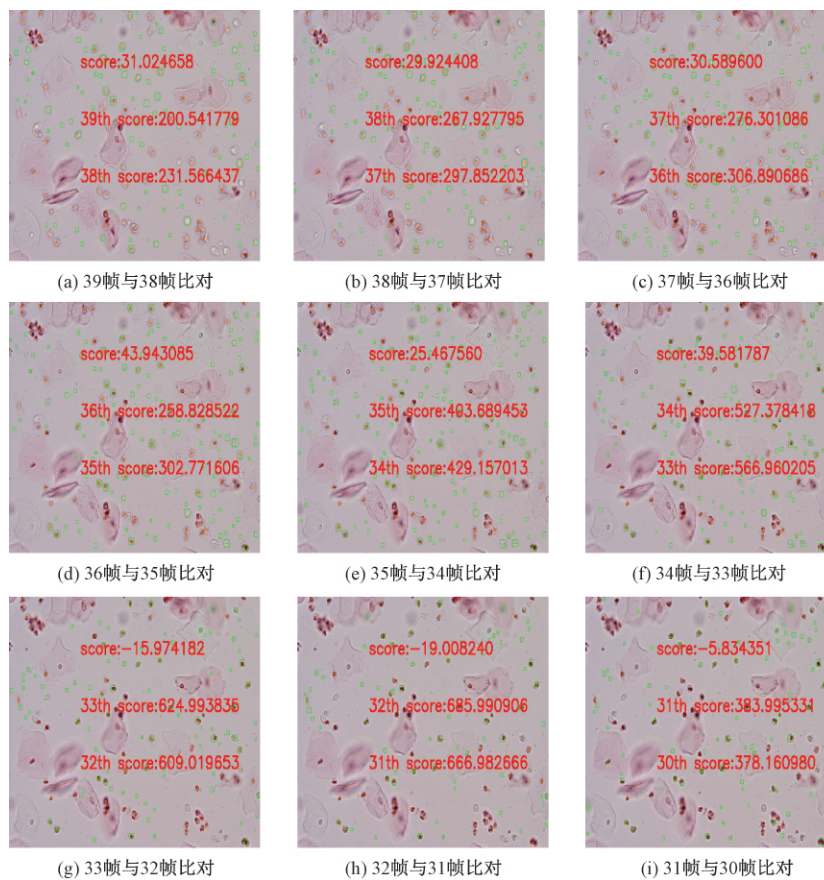 score:31.024658
39th score:200.541779
38th score:231.566437
(a) 39帧与38帧比对
score:29.924408
38th score:267.927795
37th score:297.852203
(b) 38帧与37帧比对
score:30.589600
37th score:276.301086
36th score:306.890686
(c) 37帧与36帧比对
score:43.943085
36th score:258.828522
35th score:302.771606
(d) 36帧与35帧比对
score:25.467560
35th score:403.689453
34th score:429.157013
(e) 35帧与34帧比对
score:39.581787
34th score:527.378418
33th score:566.960205
(f) 34帧与33帧比对
score:-15.974182
33th score:624.993835
32th score:609.019653
(g) 33帧与32帧比对
score:-19.008240
32th score:685.990906
31th score:666.982666
(h) 32帧与31帧比对
score:-5.834351
31th score:383.995331
30th score:378.160980
(i) 31帧与30帧比对